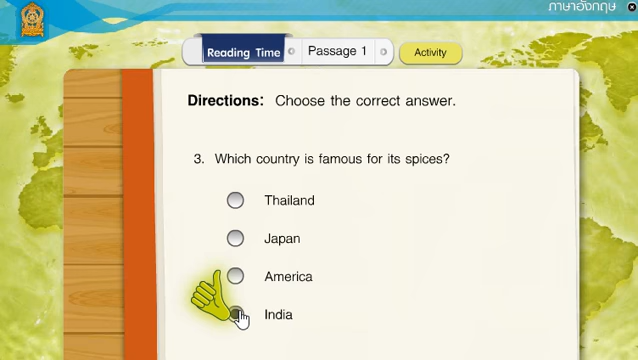 ภาษาอังกฤษ
Reading Time
Passage 1
Activity
Directions: Choose the correct answer.
3. Which country is famous for its spices?
Thailand
Japan
America
India